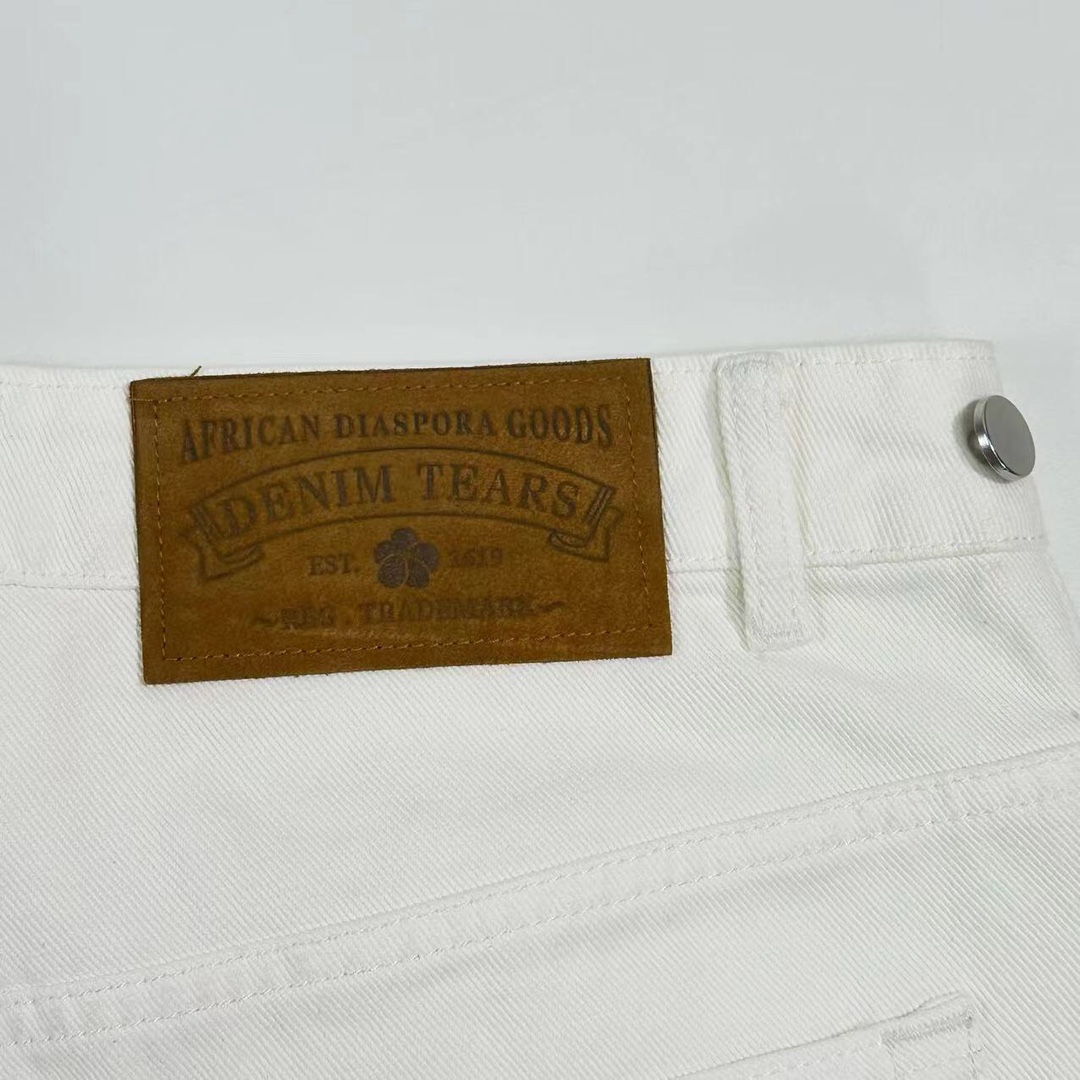 AFRICAN DIASPORA GOODS
DENIM TEARS
EST. 1619
~REG. TRADEMARK~